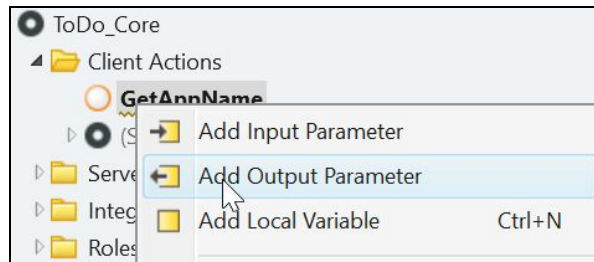 ToDo_Core
Client Actions
GetAppName
(S
Add Input Parameter
Serve
Add Output Parameter
Integ
Add Local Variable Ctrl+N
Roles